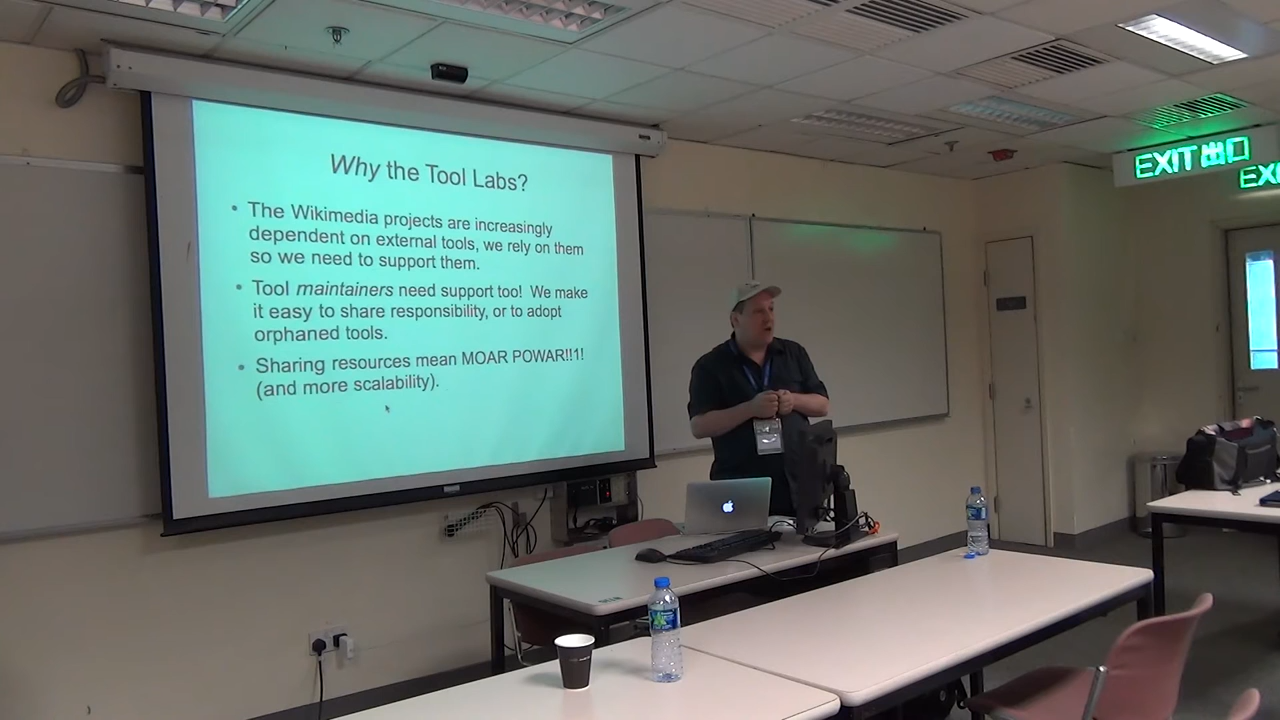 Why the Tool Labs?
• The Wikimedia projects are increasingly
dependent on external tools, we rely on them
so we need to support them.
• Tool maintainers need support too! We make
it easy to share responsibility, or to adopt
orphaned tools.
• Sharing resources mean MOAR POWAR!!1!
(and more scalability).
EXIT 出口
EXI